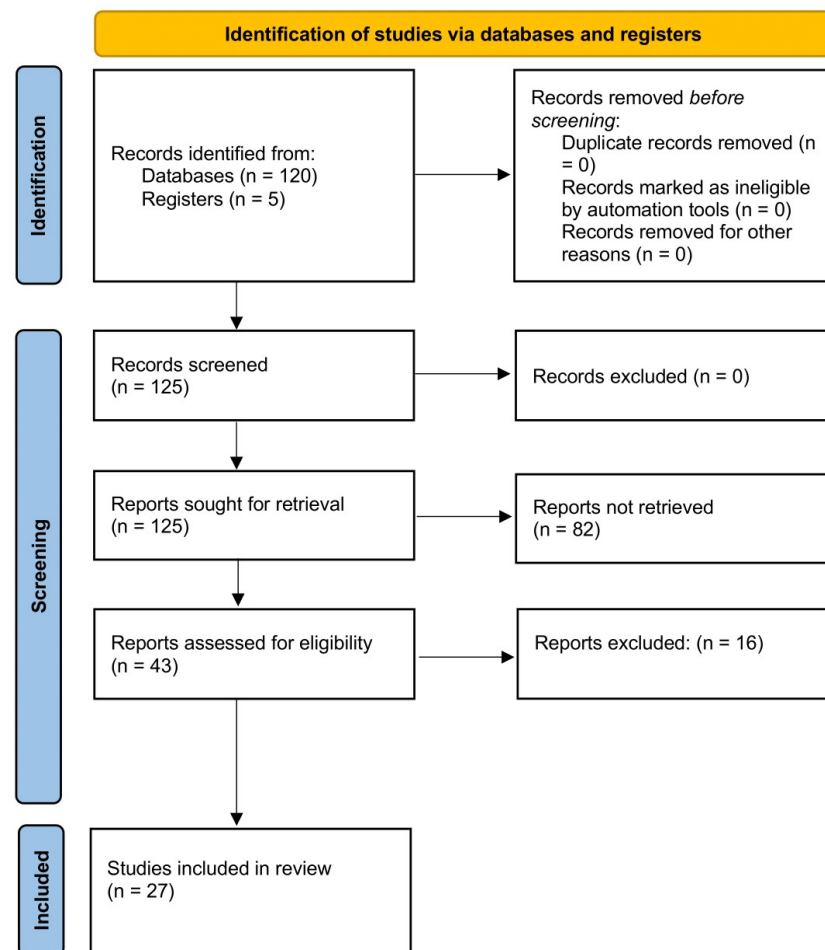 Identification of studies via databases and registers
Identification
Records identified from:
Databases (n = 120)
Registers (n = 5)
Records removed before
screening:
Duplicate records removed (n
= 0)
Records marked as ineligible
by automation tools (n = 0)
Records removed for other
reasons (n = 0)
Screening
Records screened
(n = 125)
Records excluded (n = 0)
Reports sought for retrieval
(n = 125)
Reports not retrieved
(n = 82)
Reports assessed for eligibility
(n = 43)
Reports excluded: (n = 16)
Included
Studies included in review
(n = 27)